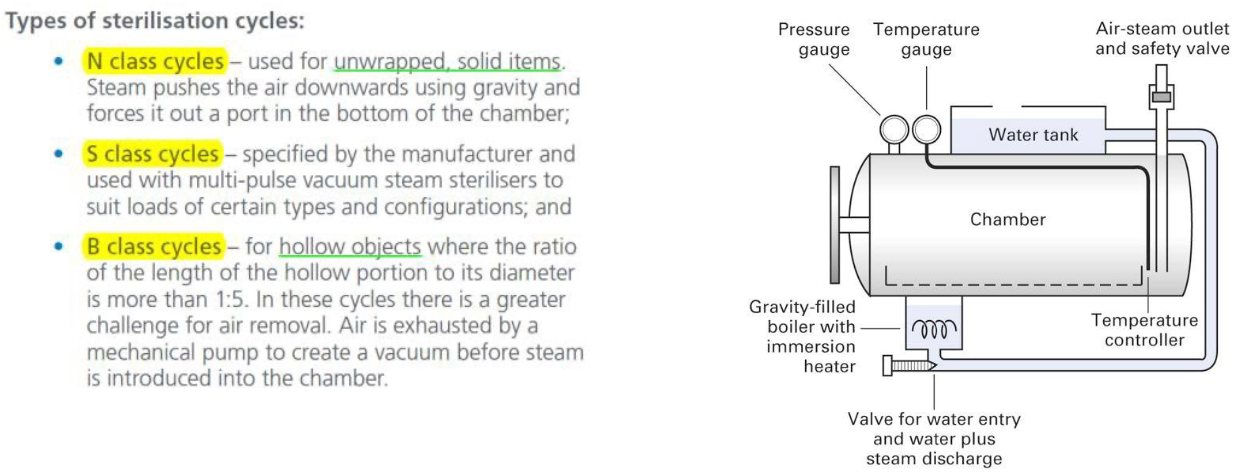 Types of sterilisation cycles:
• N class cycles – used for unwrapped, solid items.
Steam pushes the air downwards using gravity and
forces it out a port in the bottom of the chamber;
• S class cycles – specified by the manufacturer and
used with multi-pulse vacuum steam sterilisers to
suit loads of certain types and configurations; and
• B class cycles – for hollow objects where the ratio
of the length of the hollow portion to its diameter
is more than 1:5. In these cycles there is a greater
challenge for air removal. Air is exhausted by a
mechanical pump to create a vacuum before steam
is introduced into the chamber.
Pressure
gauge
Temperature
gauge
Air-steam outlet
and safety valve
Water tank
Chamber
Gravity-filled
boiler with
immersion
heater
Temperature
controller
Valve for water entry
and water plus
steam discharge